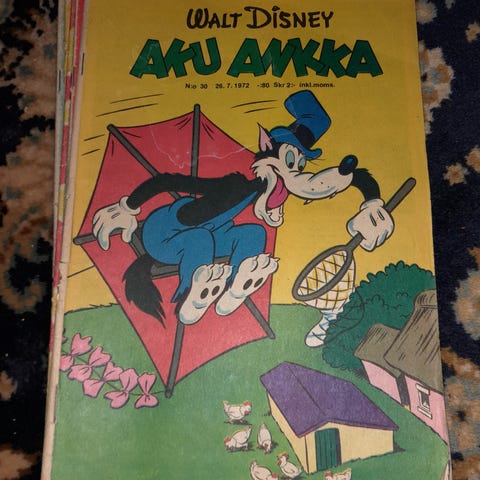 WALT DISNEY
AKU ANKKA
N:o 30 26.7.1972 -:80 Skr 2:- inkl.moms.